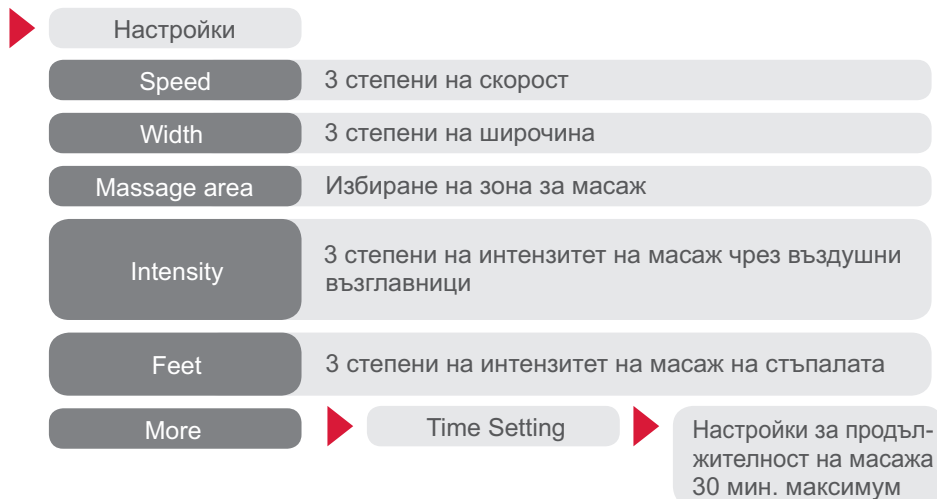 Настройки
Speed 3 степени на скорост
Width 3 степени на широчина
Massage area Избиране на зона за масаж
Intensity 3 степени на интензитет на масаж чрез въздушни
възглавници
Feet 3 степени на интензитет на масаж на стъпалата
More Time Setting Настройки за продъл-
жителност на масажа
30 мин. максимум